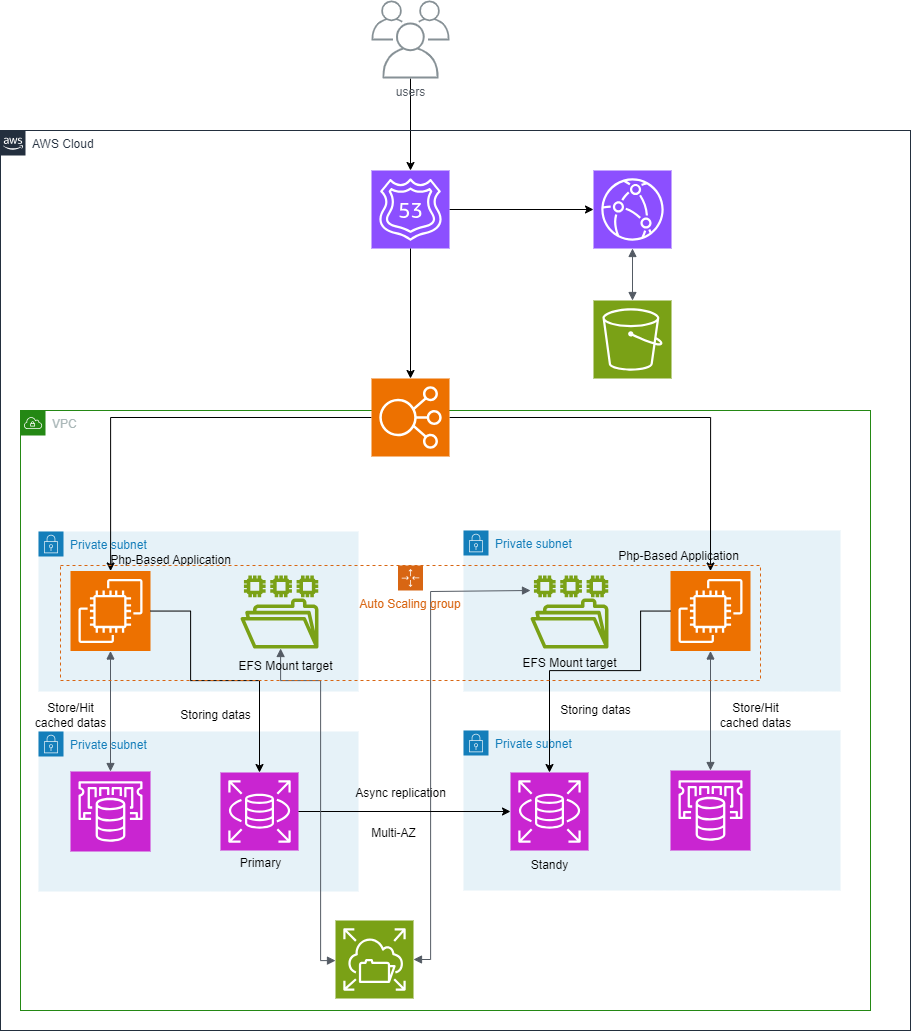 users
aws
AWS Cloud
53
VPC
Private subnet
Php-Based Application
Private subnet
Php-Based Application
Auto Scaling group
EFS Mount target
EFS Mount target
Store/Hit
cached datas
Storing datas
Storing datas
Store/Hit
cached datas
Private subnet
Private subnet
Async replication
Multi-AZ
Primary
Standy